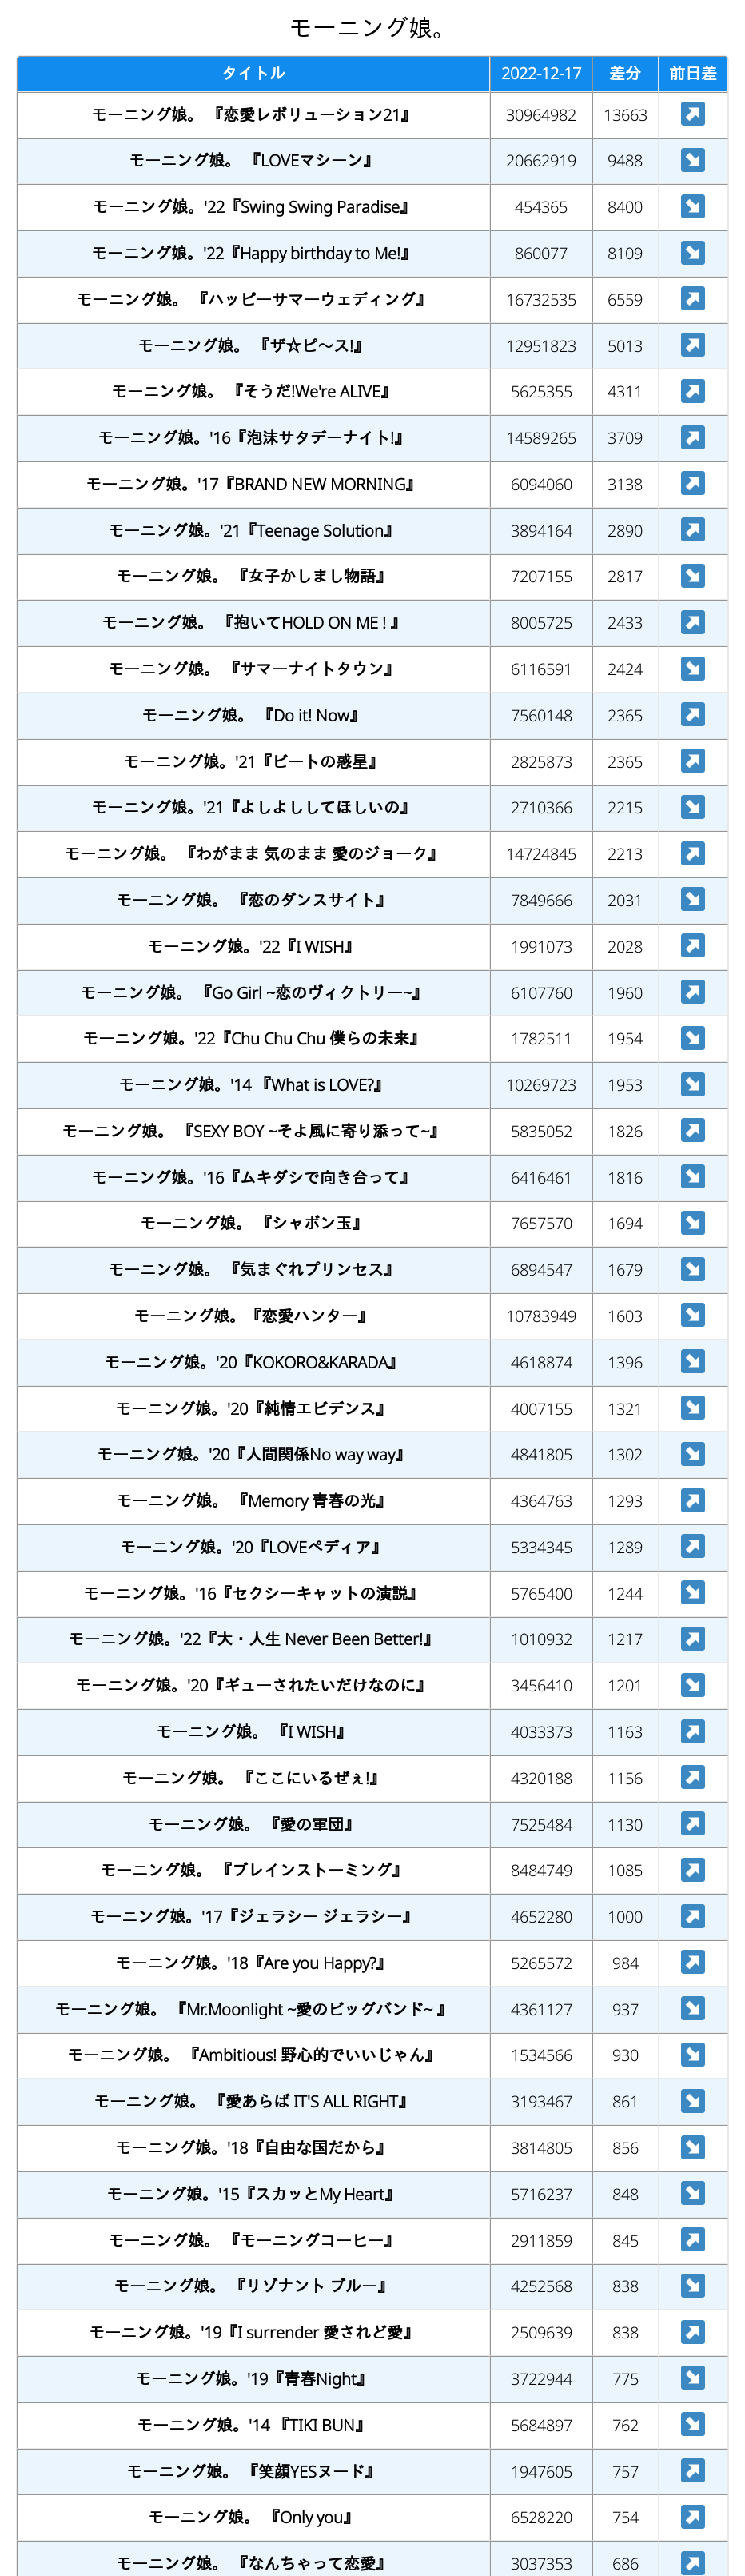 モーニング娘。
タイトル 2022-12-17 差分 前日差
モーニング娘。 『恋愛レボリューション21』 30964982 13663
モーニング娘。 『LOVEマシーン』 20662919 9488
モーニング娘。'22『Swing Swing Paradise』 454365 8400
モーニング娘。'22『Happy birthday to Me!』 860077 8109
モーニング娘。 『ハッピーサマーウェディング』 16732535 6559
モーニング娘。 『ザ☆ピ〜ス!』 12951823 5013
モーニング娘。 『そうだ!We're ALIVE』 5625355 4311
モーニング娘。'16『泡沫サタデーナイト!』 14589265 3709
モーニング娘。'17『BRAND NEW MORNING』 6094060 3138
モーニング娘。'21『Teenage Solution』 3894164 2890
モーニング娘。 『女子かしまし物語』 7207155 2817
モーニング娘。 『抱いてHOLD ON ME ! 』 8005725 2433
モーニング娘。 『サマーナイトタウン』 6116591 2424
モーニング娘。 『Do it! Now』 7560148 2365
モーニング娘。'21『ビートの惑星』 2825873 2365
モーニング娘。'21『よしよししてほしいの』 2710366 2215
モーニング娘。 『わがまま 気のまま 愛のジョーク』 14724845 2213
モーニング娘。 『恋のダンスサイト』 7849666 2031
モーニング娘。'22『I WISH』 1991073 2028
モーニング娘。 『Go Girl ~恋のヴィクトリー~』 6107760 1960
モーニング娘。'22『Chu Chu Chu 僕らの未来』 1782511 1954
モーニング娘。'14 『What is LOVE?』 10269723 1953
モーニング娘。 『SEXY BOY ~そよ風に寄り添って~』 5835052 1826
モーニング娘。'16『ムキダシで向き合って』 6416461 1816
モーニング娘。 『シャボン玉』 7657570 1694
モーニング娘。 『気まぐれプリンセス』 6894547 1679
モーニング娘。『恋愛ハンター』 10783949 1603
モーニング娘。'20『KOKORO&KARADA』 4618874 1396
モーニング娘。'20『純情エビデンス』 4007155 1321
モーニング娘。'20『人間関係No way way』 4841805 1302
モーニング娘。 『Memory 青春の光』 4364763 1293
モーニング娘。'20『LOVEペディア』 5334345 1289
モーニング娘。'16『セクシーキャットの演説』 5765400 1244
モーニング娘。'22『大・人生 Never Been Better!』 1010932 1217
モーニング娘。'20『ギューされたいだけなのに』 3456410 1201
モーニング娘。 『I WISH』 4033373 1163
モーニング娘。 『ここにいるぜぇ!』 4320188 1156
モーニング娘。 『愛の軍団』 7525484 1130
モーニング娘。 『ブレインストーミング』 8484749 1085
モーニング娘。'17『ジェラシー ジェラシー』 4652280 1000
モーニング娘。'18『Are you Happy?』 5265572 984
モーニング娘。 『Mr.Moonlight ~愛のビッグバンド~ 』 4361127 937
モーニング娘。 『Ambitious! 野心的でいいじゃん』 1534566 930
モーニング娘。 『愛あらば IT'S ALL RIGHT』 3193467 861
モーニング娘。'18『自由な国だから』 3814805 856
モーニング娘。'15『スカッとMy Heart』 5716237 848
モーニング娘。 『モーニングコーヒー』 2911859 845
モーニング娘。 『リゾナント ブルー』 4252568 838
モーニング娘。'19『I surrender 愛されど愛』 2509639 838
モーニング娘。'19『青春Night』 3722944 775
モーニング娘。'14 『TIKI BUN』 5684897 762
モーニング娘。 『笑顔YESヌード』 1947605 757
モーニング娘。 『Only you』 6528220 754
モーニング娘。 『なんちゃって恋愛』 3037353 686